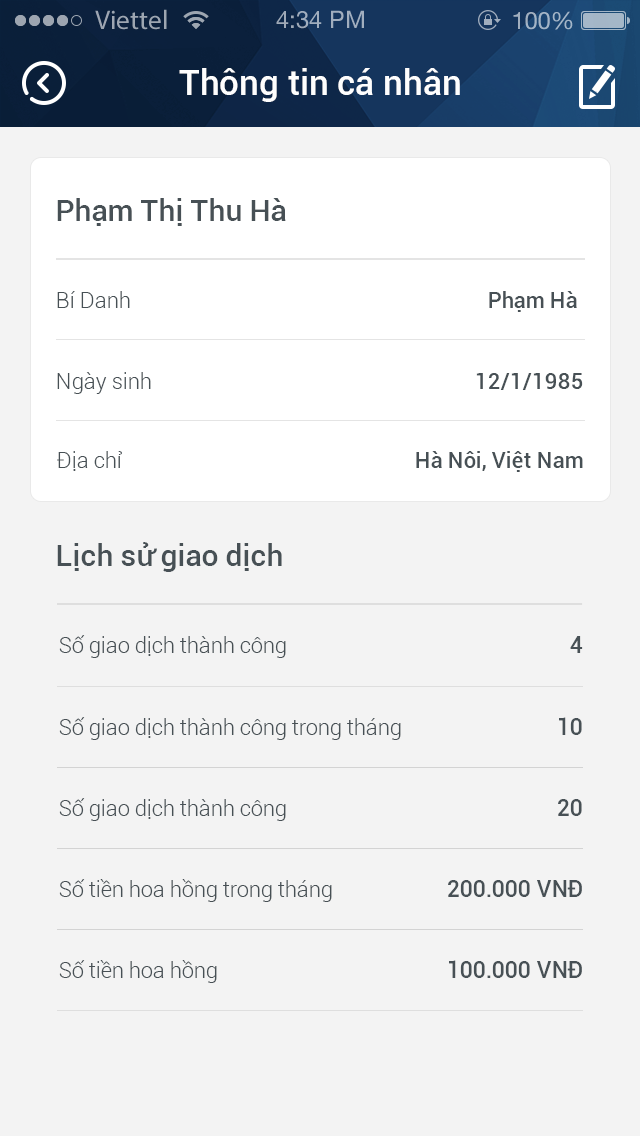 Viettel 4:34 PM 100%
Thông tin cá nhân
Phạm Thị Thu Hà
Bí Danh Phạm Hà
Ngày sinh 12/1/1985
Địa chỉ Hà Nôi, Việt Nam
Lịch sử giao dịch
Số giao dịch thành công 4
Số giao dịch thành công trong tháng 10
Số giao dịch thành công 20
Số tiền hoa hồng trong tháng 200.000 VNĐ
Số tiền hoa hồng 100.000 VNĐ